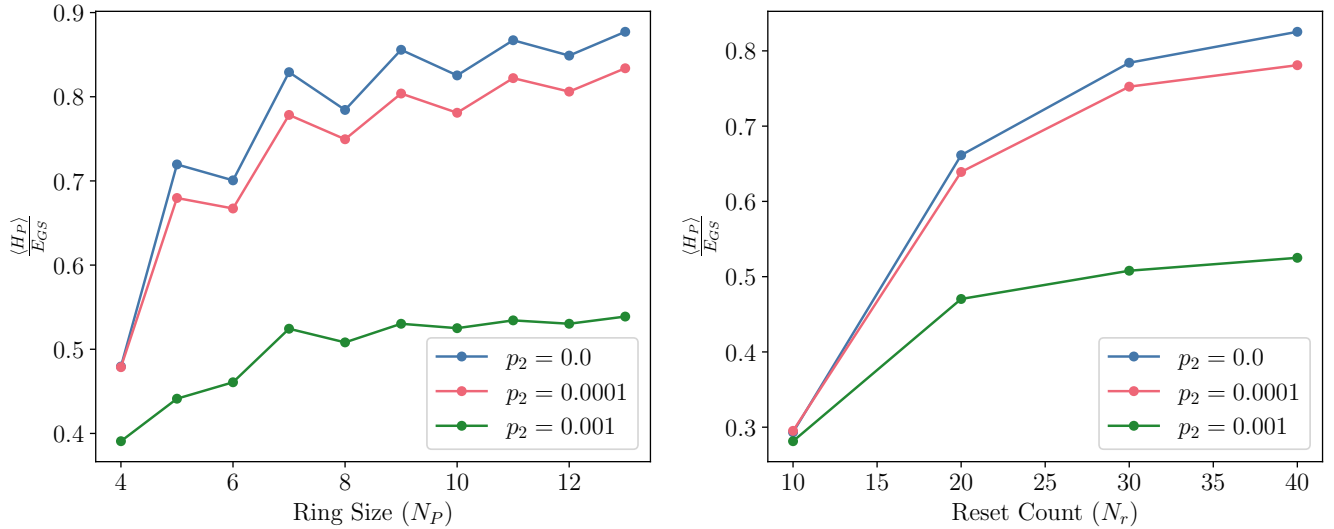 0.9
0.8
0.7
0.6
0.5
0.4
⟨H_P⟩
E_GS
4
6
8
10
12
Ring Size (N_P)
p_2 = 0.0
p_2 = 0.0001
p_2 = 0.001
0.8
0.7
0.6
0.5
0.4
0.3
⟨H_P⟩
E_GS
10
15
20
25
30
35
40
Reset Count (N_r)
p_2 = 0.0
p_2 = 0.0001
p_2 = 0.001